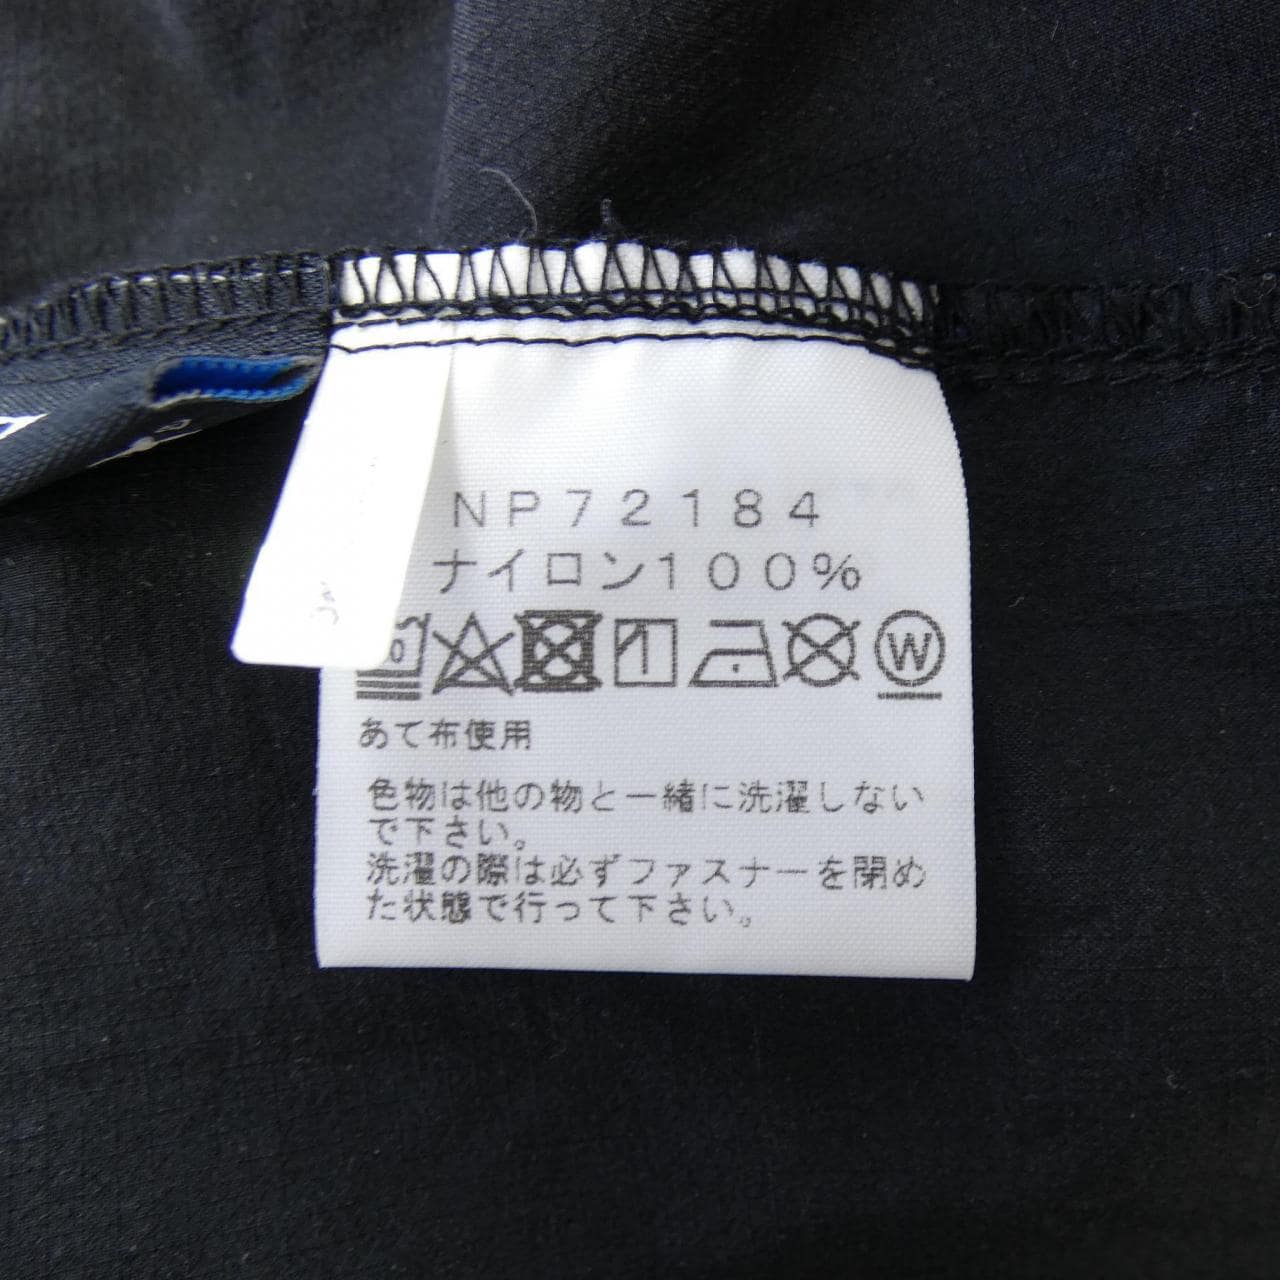 NP72184
ナイロン100%
W
あて布使用
色物は他の物と一緒に洗濯しない
で下さい。
洗濯の際は必ずファスナーを閉め
た状態で行って下さい。